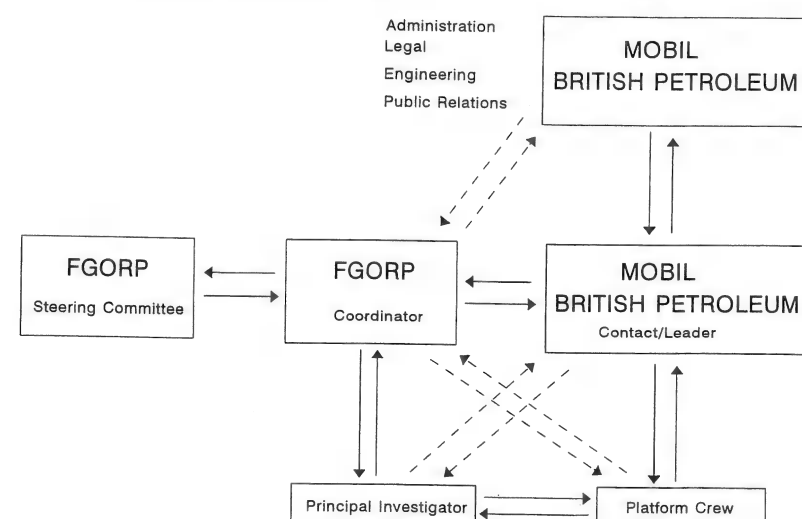 Administration
Legal
Engineering
Public Relations
MOBIL
BRITISH PETROLEUM
FGORP
Steering Committee
FGORP
Coordinator
MOBIL
BRITISH PETROLEUM
Contact/Leader
Principal Investigator
Platform Crew